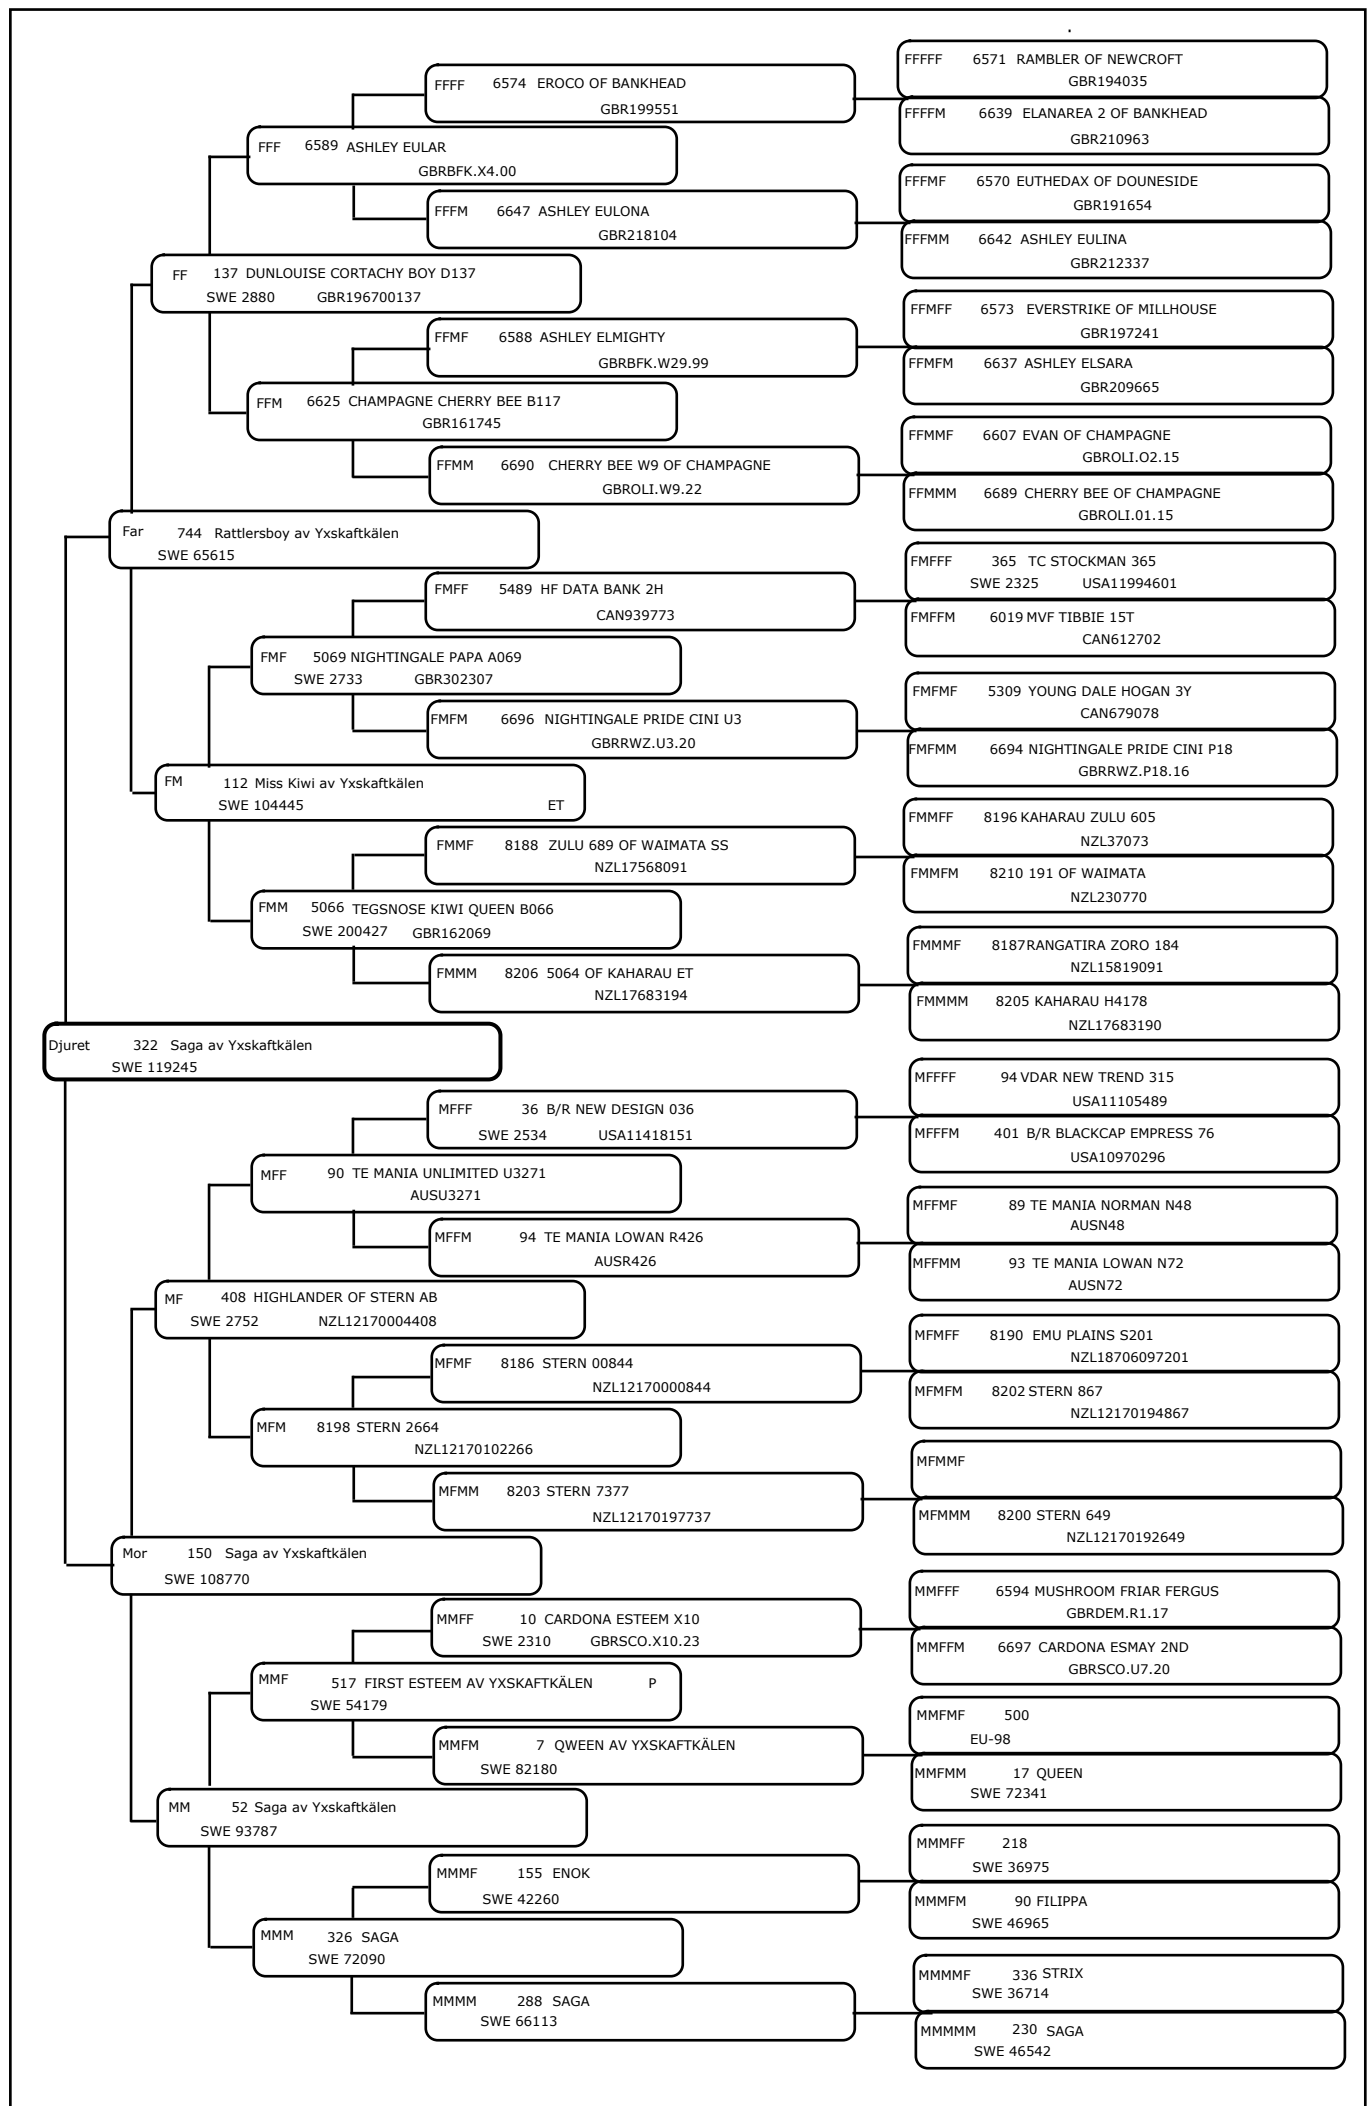 FFFFF 6571 RAMBLER OF NEWCROFT
GBR194035
FFFF 6574 EROCO OF BANKHEAD
GBR199551
FFFFM 6639 ELANAREA 2 OF BANKHEAD
GBR210963
FFF 6589 ASHLEY EULAR
GBRBFK.X4.00
FFFMF 6570 EUTHEDAX OF DOUNESIDE
GBR191654
FFFM 6647 ASHLEY EULONA
GBR218104
FFFMM 6642 ASHLEY EULINA
GBR212337
FF 137 DUNLOUISE CORTACHY BOY D137
SWE 2880 GBR196700137
FFMFF 6573 EVERSTRIKE OF MILLHOUSE
GBR197241
FFMF 6588 ASHLEY ELMIGHTY
GBRBFK.W29.99
FFMFM 6637 ASHLEY ELSARA
GBR209665
FFM 6625 CHAMPAGNE CHERRY BEE B117
GBR161745
FFMMF 6607 EVAN OF CHAMPAGNE
GBROLI.O2.15
FFMM 6690 CHERRY BEE W9 OF CHAMPAGNE
GBROLI.W9.22
FFMMM 6689 CHERRY BEE OF CHAMPAGNE
GBROLI.01.15
Far 744 Rattlersboy av Yxskaftkälen
SWE 65615
FMFFF 365 TC STOCKMAN 365
SWE 2325 USA11994601
FMFF 5489 HF DATA BANK 2H
CAN939773
FMFFM 6019 MVF TIBBIE 15T
CAN612702
FMF 5069 NIGHTINGALE PAPA A069
SWE 2733 GBR302307
FMFMF 5309 YOUNG DALE HOGAN 3Y
CAN679078
FMFM 6696 NIGHTINGALE PRIDE CINI U3
GBRRWZ.U3.20
FMFMM 6694 NIGHTINGALE PRIDE CINI P18
GBRRWZ.P18.16
FM 112 Miss Kiwi av Yxskaftkälen
SWE 104445 ET
FMMFF 8196 KAHARAU ZULU 605
NZL37073
FMMF 8188 ZULU 689 OF WAIMATA SS
NZL17568091
FMMFM 8210 191 OF WAIMATA
NZL230770
FMM 5066 TEGSNOSE KIWI QUEEN B066
SWE 200427 GBR162069
FMMMF 8187 RANGATIRA ZORO 184
NZL15819091
FMMM 8206 5064 OF KAHARAU ET
NZL17683194
FMMMM 8205 KAHARAU H4178
NZL17683190
Djuret 322 Saga av Yxskaftkälen
SWE 119245
MFFFF 94 VDAR NEW TREND 315
USA11105489
MFFF 36 B/R NEW DESIGN 036
SWE 2534 USA11418151
MFFFM 401 B/R BLACKCAP EMPRESS 76
USA10970296
MFF 90 TE MANIA UNLIMITED U3271
AUSU3271
MFFMF 89 TE MANIA NORMAN N48
AUSN48
MFFM 94 TE MANIA LOWAN R426
AUSR426
MFFMM 93 TE MANIA LOWAN N72
AUSN72
MF 408 HIGHLANDER OF STERN AB
SWE 2752 NZL12170004408
MFMFF 8190 EMU PLAINS S201
NZL18706097201
MFMF 8186 STERN 00844
NZL12170000844
MFMFM 8202 STERN 867
NZL12170194867
MFM 8198 STERN 2664
NZL12170102266
MFMMF
MFMM 8203 STERN 7377
NZL12170197737
MFMMM 8200 STERN 649
NZL12170192649
Mor 150 Saga av Yxskaftkälen
SWE 108770
MMFFF 6594 MUSHROOM FRIAR FERGUS
GBRDEM.R1.17
MMFF 10 CARDONA ESTEEM X10
SWE 2310 GBRSCO.X10.23
MMFFM 6697 CARDONA ESMAY 2ND
GBRSCO.U7.20
MMF 517 FIRST ESTEEM AV YXSKAFTKÄLEN P
SWE 54179
MMFMF 500
EU-98
MMFM 7 QWEEN AV YXSKAFTKÄLEN
SWE 82180
MMFMM 17 QUEEN
SWE 72341
MM 52 Saga av Yxskaftkälen
SWE 93787
MMMFF 218
SWE 36975
MMMF 155 ENOK
SWE 42260
MMMFM 90 FILIPPA
SWE 46965
MMM 326 SAGA
SWE 72090
MMMMF 336 STRIX
SWE 36714
MMMM 288 SAGA
SWE 66113
MMMMM 230 SAGA
SWE 46542